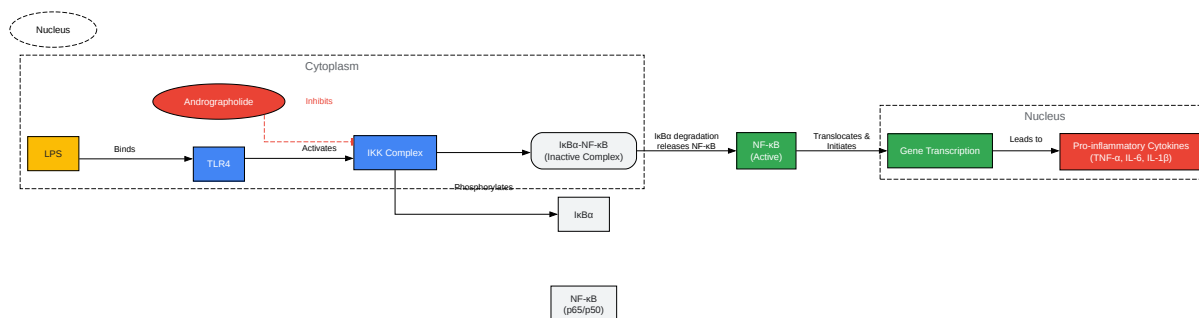 Nucleus
Cytoplasm
Andrographolide
Inhibits
LPS
Binds
TLR4
Activates
IKK Complex
IκBα-NF-κB
(Inactive Complex)
IκBα degradation
releases NF-κB
NF-κB
(Active)
Translocates &
Initiates
Nucleus
Gene Transcription
Leads to
Pro-inflammatory Cytokines
(TNF-α, IL-6, IL-1β)
Phosphorylates
IκBα
NF-κB
(p65/p50)